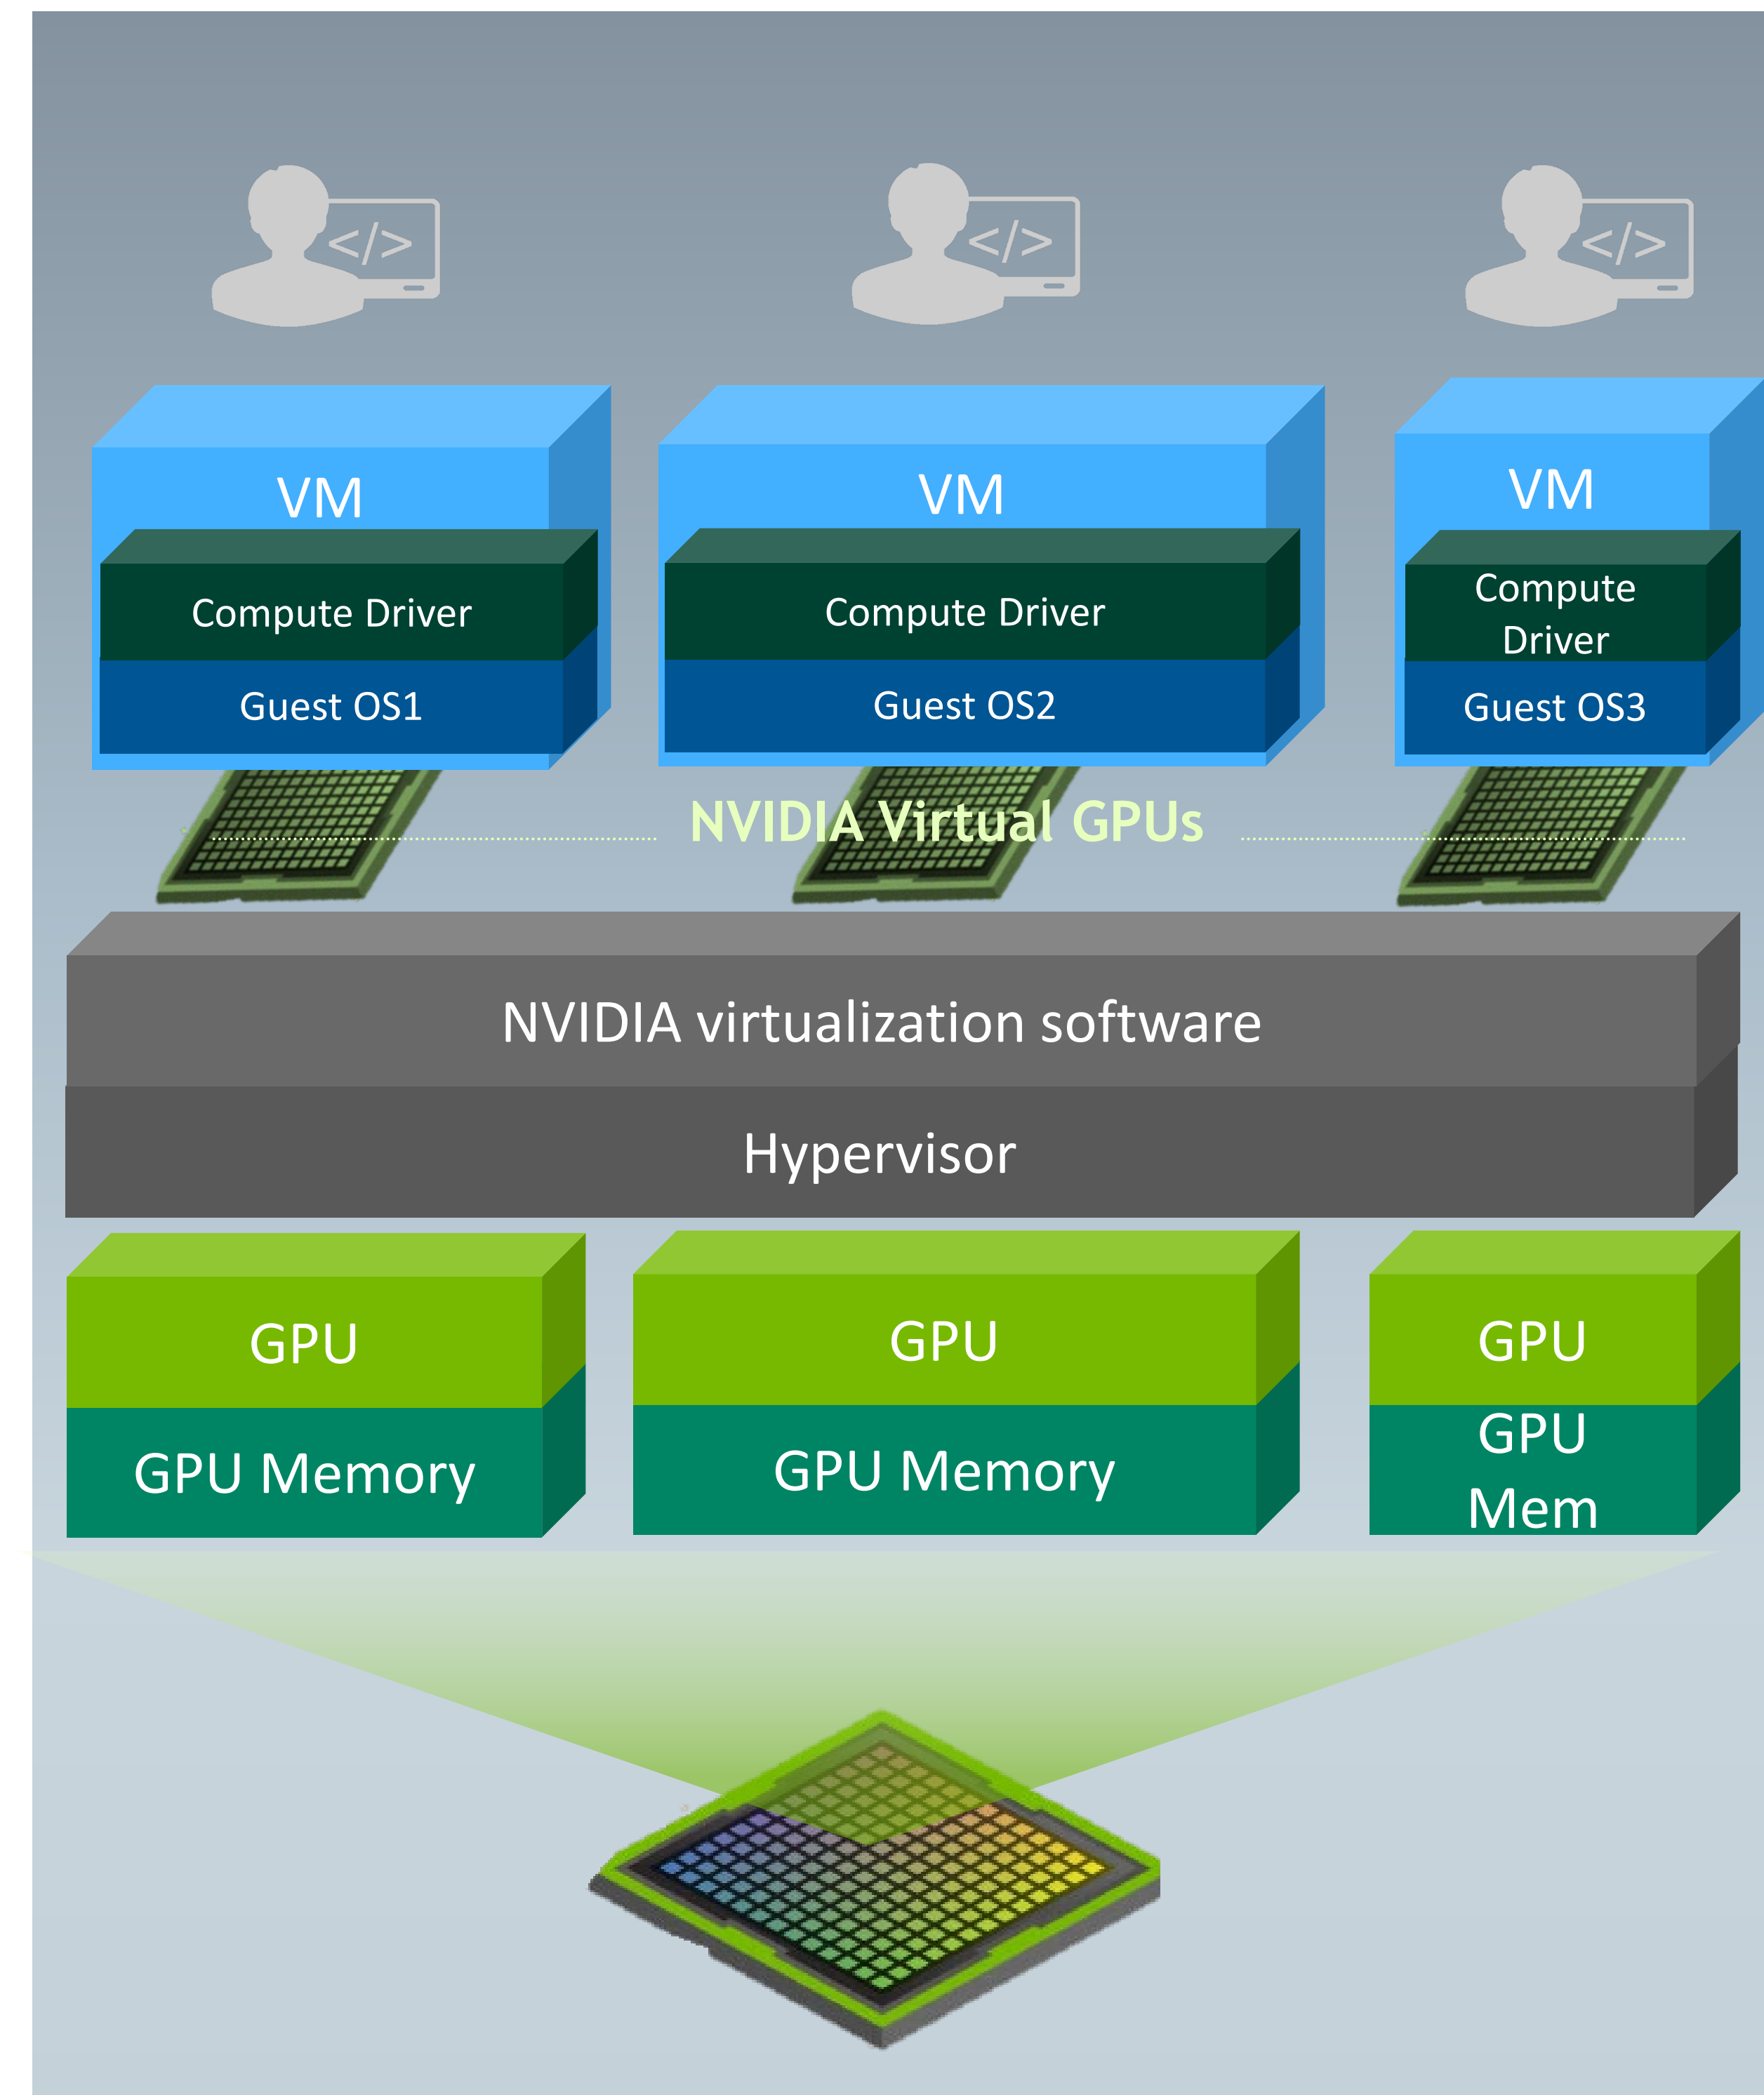 </>
</>
</>
VM
VM
VM
Compute Driver
Compute Driver
Compute
Driver
Guest OS1
Guest OS2
Guest OS3
NVIDIA Virtual GPUs
NVIDIA virtualization software
Hypervisor
GPU
GPU
GPU
GPU Memory
GPU Memory
GPU
Mem